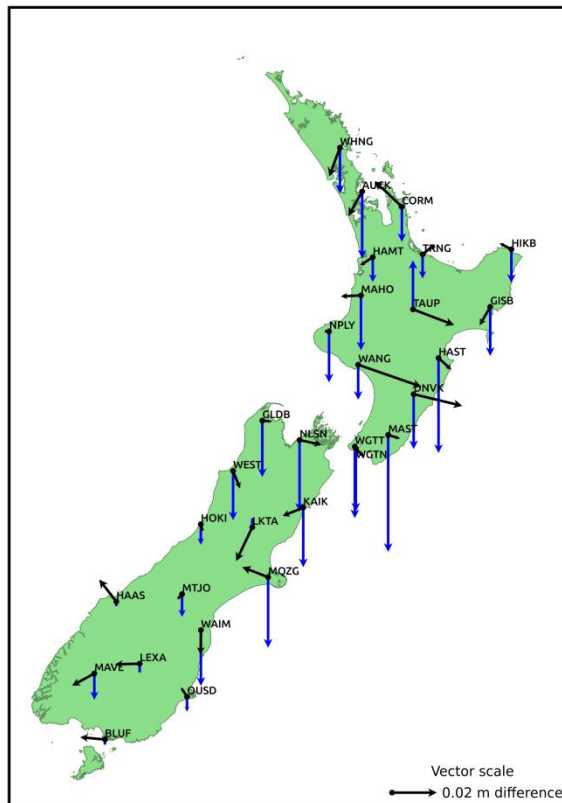 WHNG
AUCK
CORM
TRNG
HIKB
HAMT
MAHO
TAUP
GISB
NPLY
WANG
HAST
DNVK
GLDB
NLSN
MAST
WGTT
WGTN
WEST
KAIK
HOKI
LKTA
MQZG
HAAS
MTJO
WAIM
LEXA
MAVL
OUSD
BLUF
Vector scale
0.02 m difference